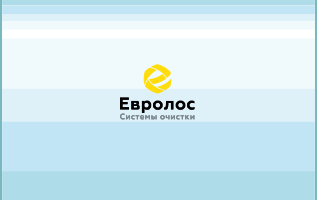 Евролос
Системы очистки